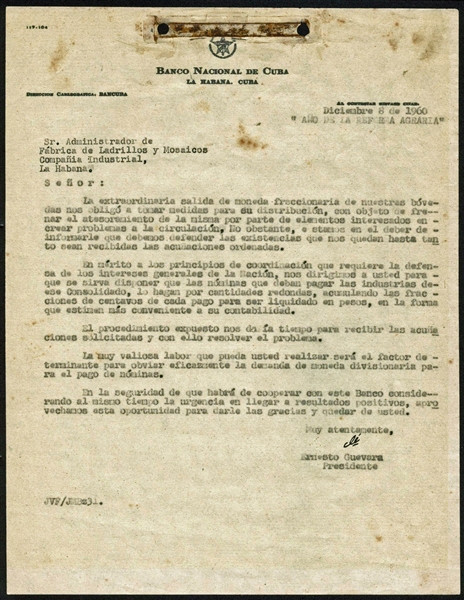 119-104
BANCO NACIONAL DE CUBA
LA HABANA, CUBA
DIRECCION CABLEGRAFICA: BANCUBA
AL CONTESTAR SIRVASE CITAR:
Diciembre 8 de 1960
"AÑO DE LA REFORMA AGRARIA"
Sr. Administrador de
Fábrica de Ladrillos y Mosaicos
Compañia Industrial,
La Habana.
S e ñ o r :
La extraordinaria salida de moneda fraccionaria de nuestras bóve
das nos obligó a tomar medidas para su distribución, con objeto de fre-
nar el atesoramiento de la misma por parte de elementos interesados en
crear problemas a la circulación, No obstante, e stamos en el deber de
informarle que debemos defender las existencias que nos quedan hasta tan
to sean recibidas las acuñaciones ordenadas.
En mérito a los principios de coordinación que requiere la defen-
sa de los intereses generales de la Nación, nos dirigimos a usted para-
que se sirva disponer que las nóminas que deban pagar las industrias de-
ese Consolidado, lo hagan por cantidades redondas, acumulando las frac
ciones de centavos de cada pago para ser liquidado en pesos, en la forma
que estimen más conveniente a su contabilidad.
El procedimiento expuesto nos daría tiempo para recibir las acuña
ciones solicitadas y con ello resolver el problema.
La muy valiosa labor que pueda usted realizar será el factor de-
terminante para obviar eficazmente la demanda de moneda divisionaria pa-
ra el pago de nóminas.
En la seguridad de que habrá de cooperar con este Banco conside-
rando al mismo tiempo la urgencia en llegar a resultados positivos, apro
vechamos esta oportunidad para darle las gracias y quedar de usted.
Muy atentamente,
Ernesto Guevara
Presidente